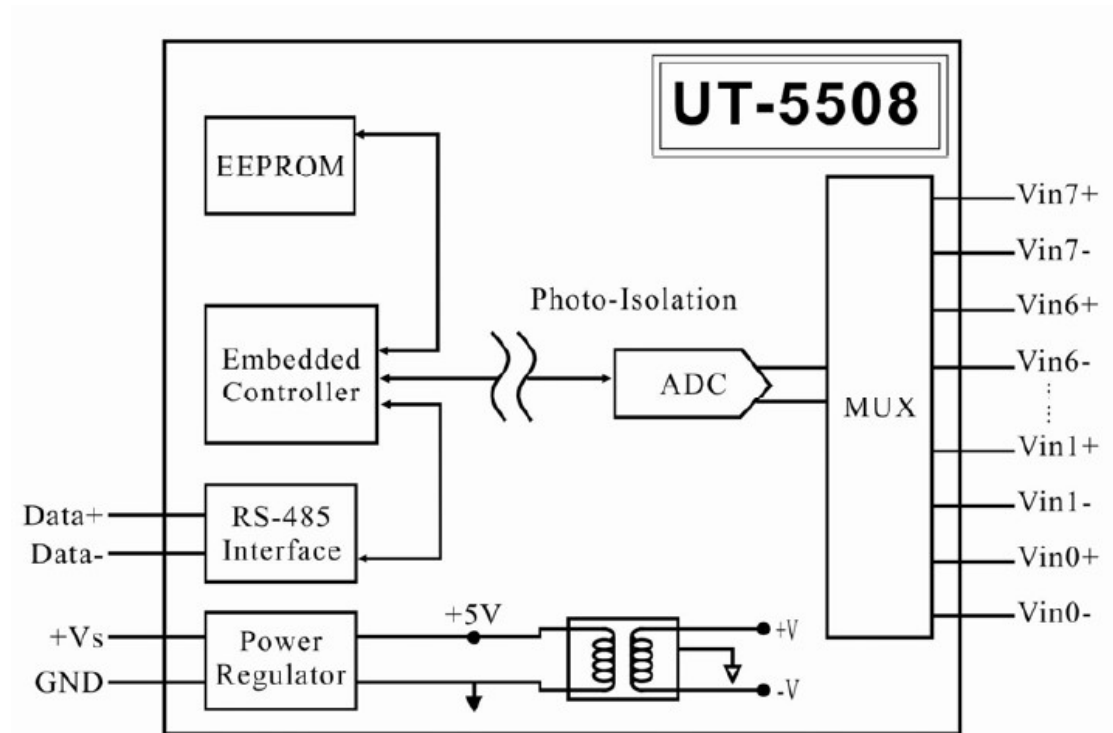 UT-5508
EEPROM
Photo-Isolation
Embedded
Controller
ADC
MUX
Vin7+
Vin7-
Vin6+
Vin6-
Vin1+
Vin1-
Vin0+
Vin0-
Data+
Data-
RS-485
Interface
+Vs
GND
Power
Regulator
+5V
+V
-V